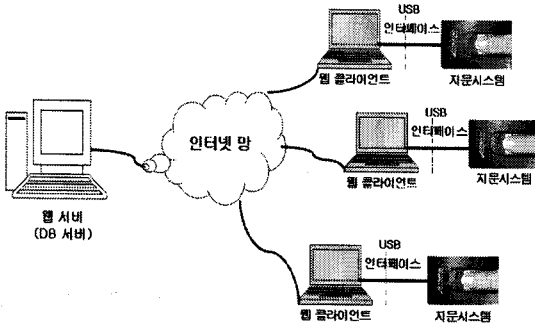 USB
인터페이스
웹 클라이언트
지문시스템
USB
인터페이스
웹 클라이언트
지문시스템
인터넷 망
웹 서버
(DB 서버)
USB
인터페이스
웹 클라이언트
지문시스템